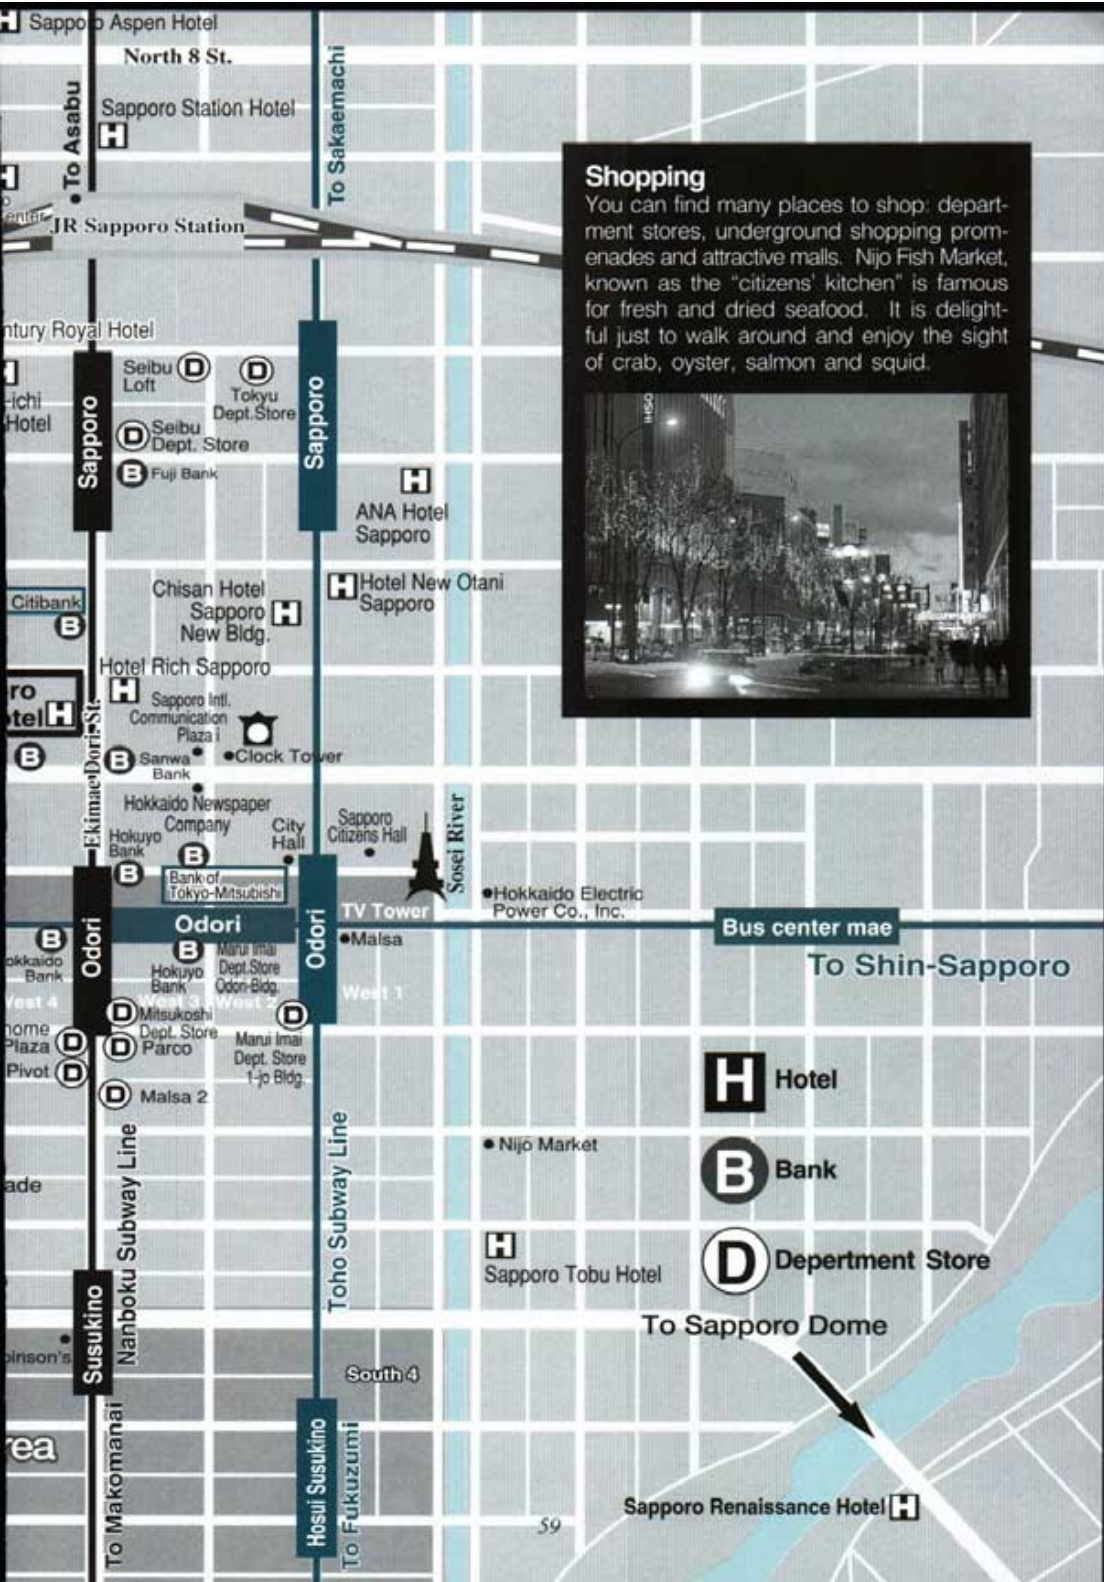 Sapporo Aspen Hotel
North 8 St.
To Asabu
Sapporo Station Hotel
To Sakaemachi
JR Sapporo Station
Shopping
You can find many places to shop: depart-
ment stores, underground shopping prom-
enades and attractive malls. Nijo Fish Market,
known as the "citizens' kitchen" is famous
for fresh and dried seafood. It is delight-
ful just to walk around and enjoy the sight
of crab, oyster, salmon and squid.
ntury Royal Hotel
-ichi
Hotel
Sapporo
Seibu
Loft
D
D
Tokyu
Dept.Store
D
Seibu
Dept. Store
B
Fuji Bank
Sapporo
H
ANA Hotel
Sapporo
Citibank
B
Chisan Hotel
Sapporo
New Bldg.
H
H
Hotel New Otani
Sapporo
ro
tel
H
B
Ekimae Dori St.
Hotel Rich Sapporo
H
Sapporo Intl.
Communication
Plaza i
B
Sanwa
Bank
Clock Tower
Hokkaido Newspaper
Company
Hokuyo
Bank
B
B
Bank of
Tokyo-Mitsubishi
City
Hall
Sapporo
Citizens Hall
Sosei River
Hokkaido Electric
Power Co., Inc.
TV Tower
Odori
Odori
Odori
Bus center mae
To Shin-Sapporo
B
okkaido
Bank
B
Hokuyo
Bank
Marui Imai
Dept.Store
Odori-Bldg.
Malsa
West 4
West 3
West 2
West 1
D
Mitsukoshi
Dept. Store
D
Marui Imai
Dept. Store
1-jo Bldg.
home
Plaza
D
D
Parco
Pivot
D
D
Malsa 2
H
Hotel
B
Bank
D
Depertment Store
Nanboku Subway Line
Toho Subway Line
Nijo Market
ade
H
Sapporo Tobu Hotel
To Sapporo Dome
Susukino
binson's
South 4
rea
To Makomanai
Hosui Susukino
To Fukuzumi
Sapporo Renaissance Hotel
H
59